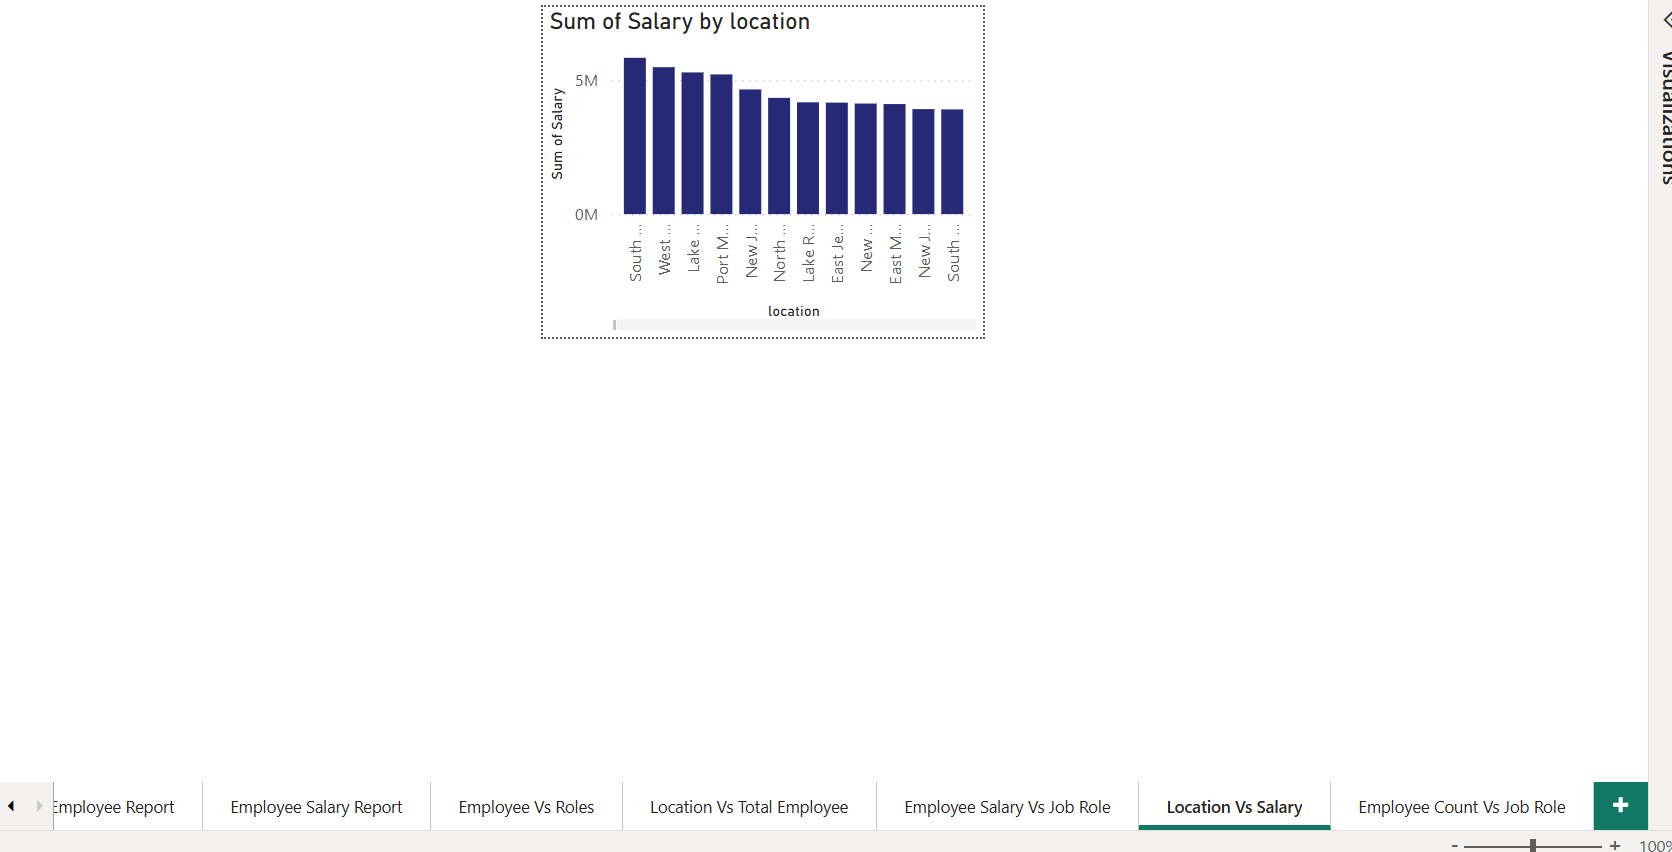 Sum of Salary by location
Sum of Salary
5M
0M
South ...
West ...
Lake ...
Port M...
New J...
North ...
Lake R...
East Je...
New ...
East M...
New J...
South ...
location
Visualizations
Employee Report
Employee Salary Report
Employee Vs Roles
Location Vs Total Employee
Employee Salary Vs Job Role
Location Vs Salary
Employee Count Vs Job Role
+
- + 100%